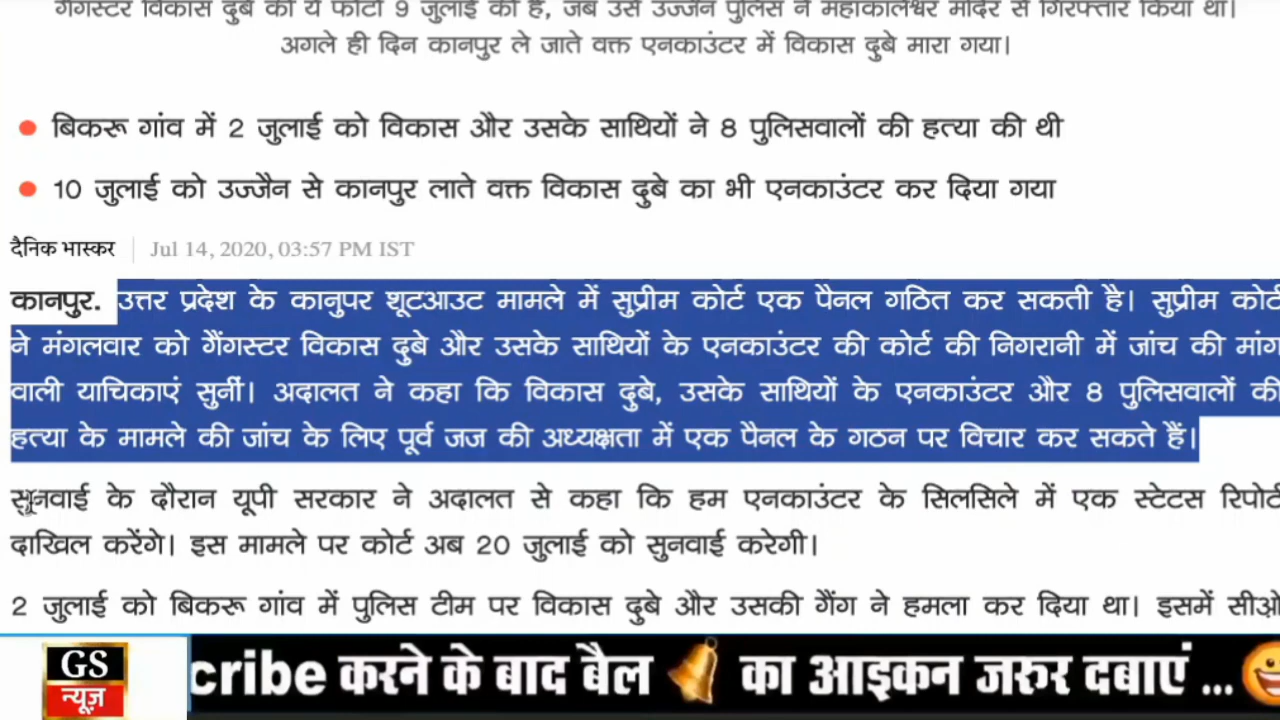 गैंगस्टर विकास दुबे की ये फोटो 9 जुलाई की है, जब उसे उज्जैन पुलिस ने महाकालेश्वर मंदिर से गिरफ्तार किया था।
अगले ही दिन कानपुर ले जाते वक्त एनकाउंटर में विकास दुबे मारा गया।
बिकरू गांव में 2 जुलाई को विकास और उसके साथियों ने 8 पुलिसवालों की हत्या की थी
10 जुलाई को उज्जैन से कानपुर लाते वक्त विकास दुबे का भी एनकाउंटर कर दिया गया
दैनिक भास्कर Jul 14, 2020, 03:57 PM IST
कानपुर. उत्तर प्रदेश के कानुपर शूटआउट मामले में सुप्रीम कोर्ट एक पैनल गठित कर सकती है। सुप्रीम कोर्ट
ने मंगलवार को गैंगस्टर विकास दुबे और उसके साथियों के एनकाउंटर की कोर्ट की निगरानी में जांच की मांग
वाली याचिकाएं सुनीं। अदालत ने कहा कि विकास दुबे, उसके साथियों के एनकाउंटर और 8 पुलिसवालों की
हत्या के मामले की जांच के लिए पूर्व जज की अध्यक्षता में एक पैनल के गठन पर विचार कर सकते हैं।
सुनवाई के दौरान यूपी सरकार ने अदालत से कहा कि हम एनकाउंटर के सिलसिले में एक स्टेटस रिपोर्ट
दाखिल करेंगे। इस मामले पर कोर्ट अब 20 जुलाई को सुनवाई करेगी।
2 जुलाई को बिकरू गांव में पुलिस टीम पर विकास दुबे और उसकी गैंग ने हमला कर दिया था। इसमें सीओ
GS
न्यूज़
cribe करने के बाद बैल का आइकन जरुर दबाएं ...